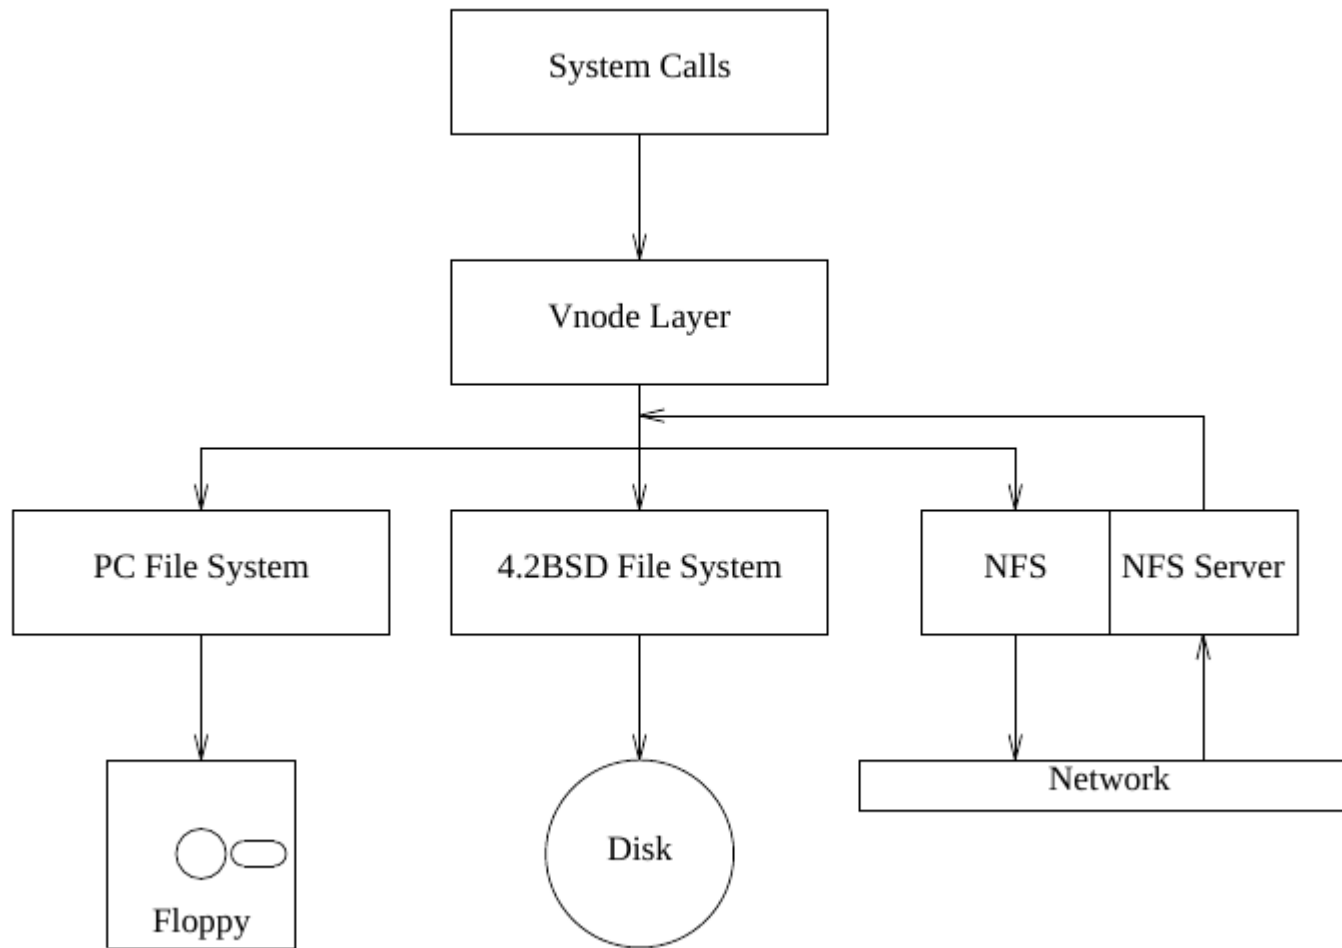 System Calls
Vnode Layer
PC File System
4.2BSD File System
NFS
NFS Server
Network
Disk
Floppy